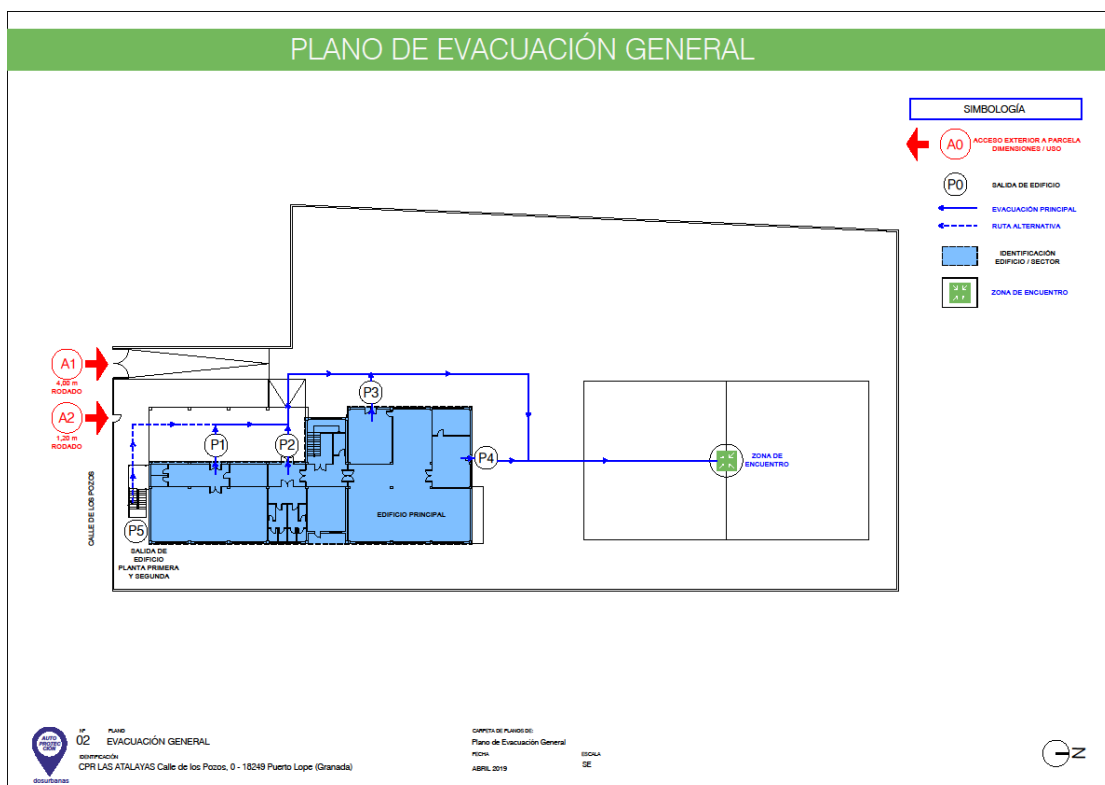 PLANO DE EVACUACIÓN GENERAL
SIMBOLOGÍA
A0
ACCESO EXTERIOR A PARCELA
DIMENSIONES / USO
P0
SALIDA DE EDIFICIO
EVACUACIÓN PRINCIPAL
RUTA ALTERNATIVA
IDENTIFICACIÓN
EDIFICIO / SECTOR
ZONA DE ENCUENTRO
A1
4,00 m
RODADO
A2
1,20 m
RODADO
P3
P1
P2
P4
ZONA DE
ENCUENTRO
CALLE DE LOS POZOS
EDIFICIO PRINCIPAL
P5
SALIDA DE
EDIFICIO
PLANTA PRIMERA
Y SEGUNDA
AUTO
PROTEC
CIÓN
dosurbanas
Nº
PLANO
02
EVACUACIÓN GENERAL
IDENTIFICACIÓN
CPR LAS ATALAYAS Calle de los Pozos, 0 - 18249 Puerto Lope (Granada)
CARPETA DE PLANOS DE:
Plano de Evacuación General
FECHA
ESCALA
ABRIL 2019
SE
N